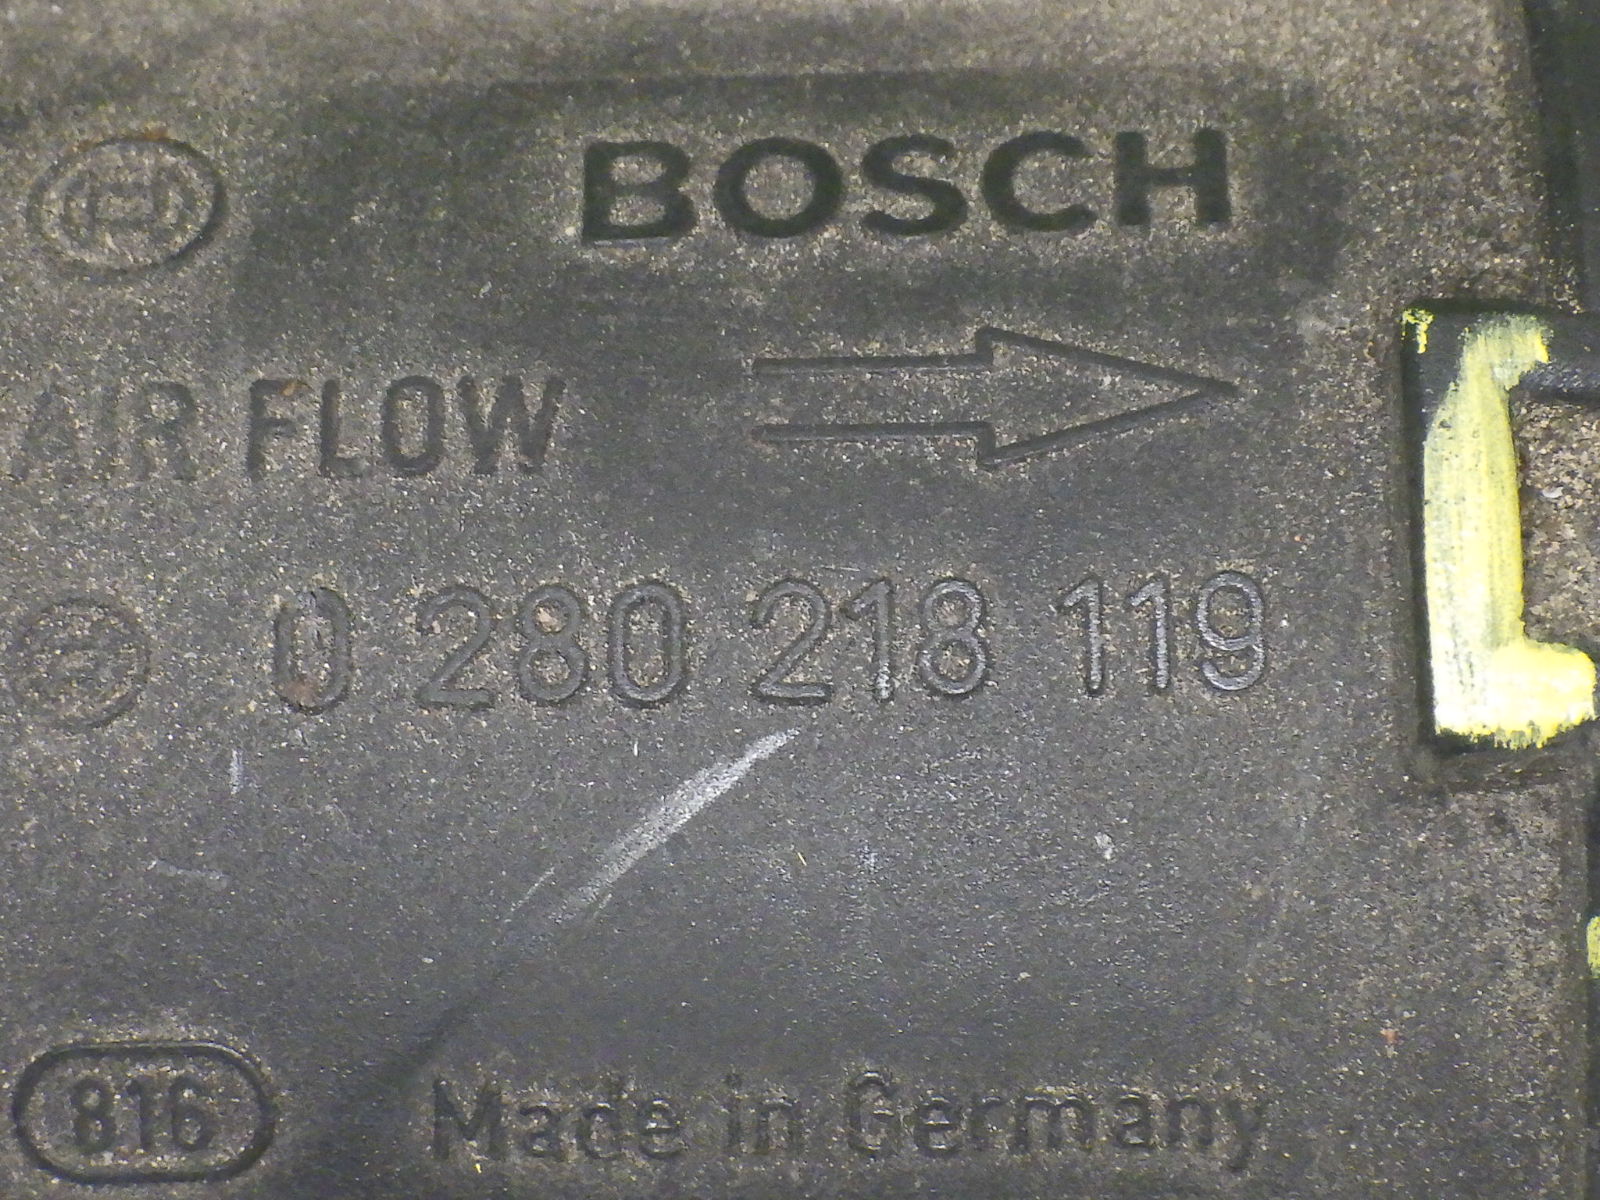 BOSCH
AIR FLOW
0 280 218 119
816
Made in Germany